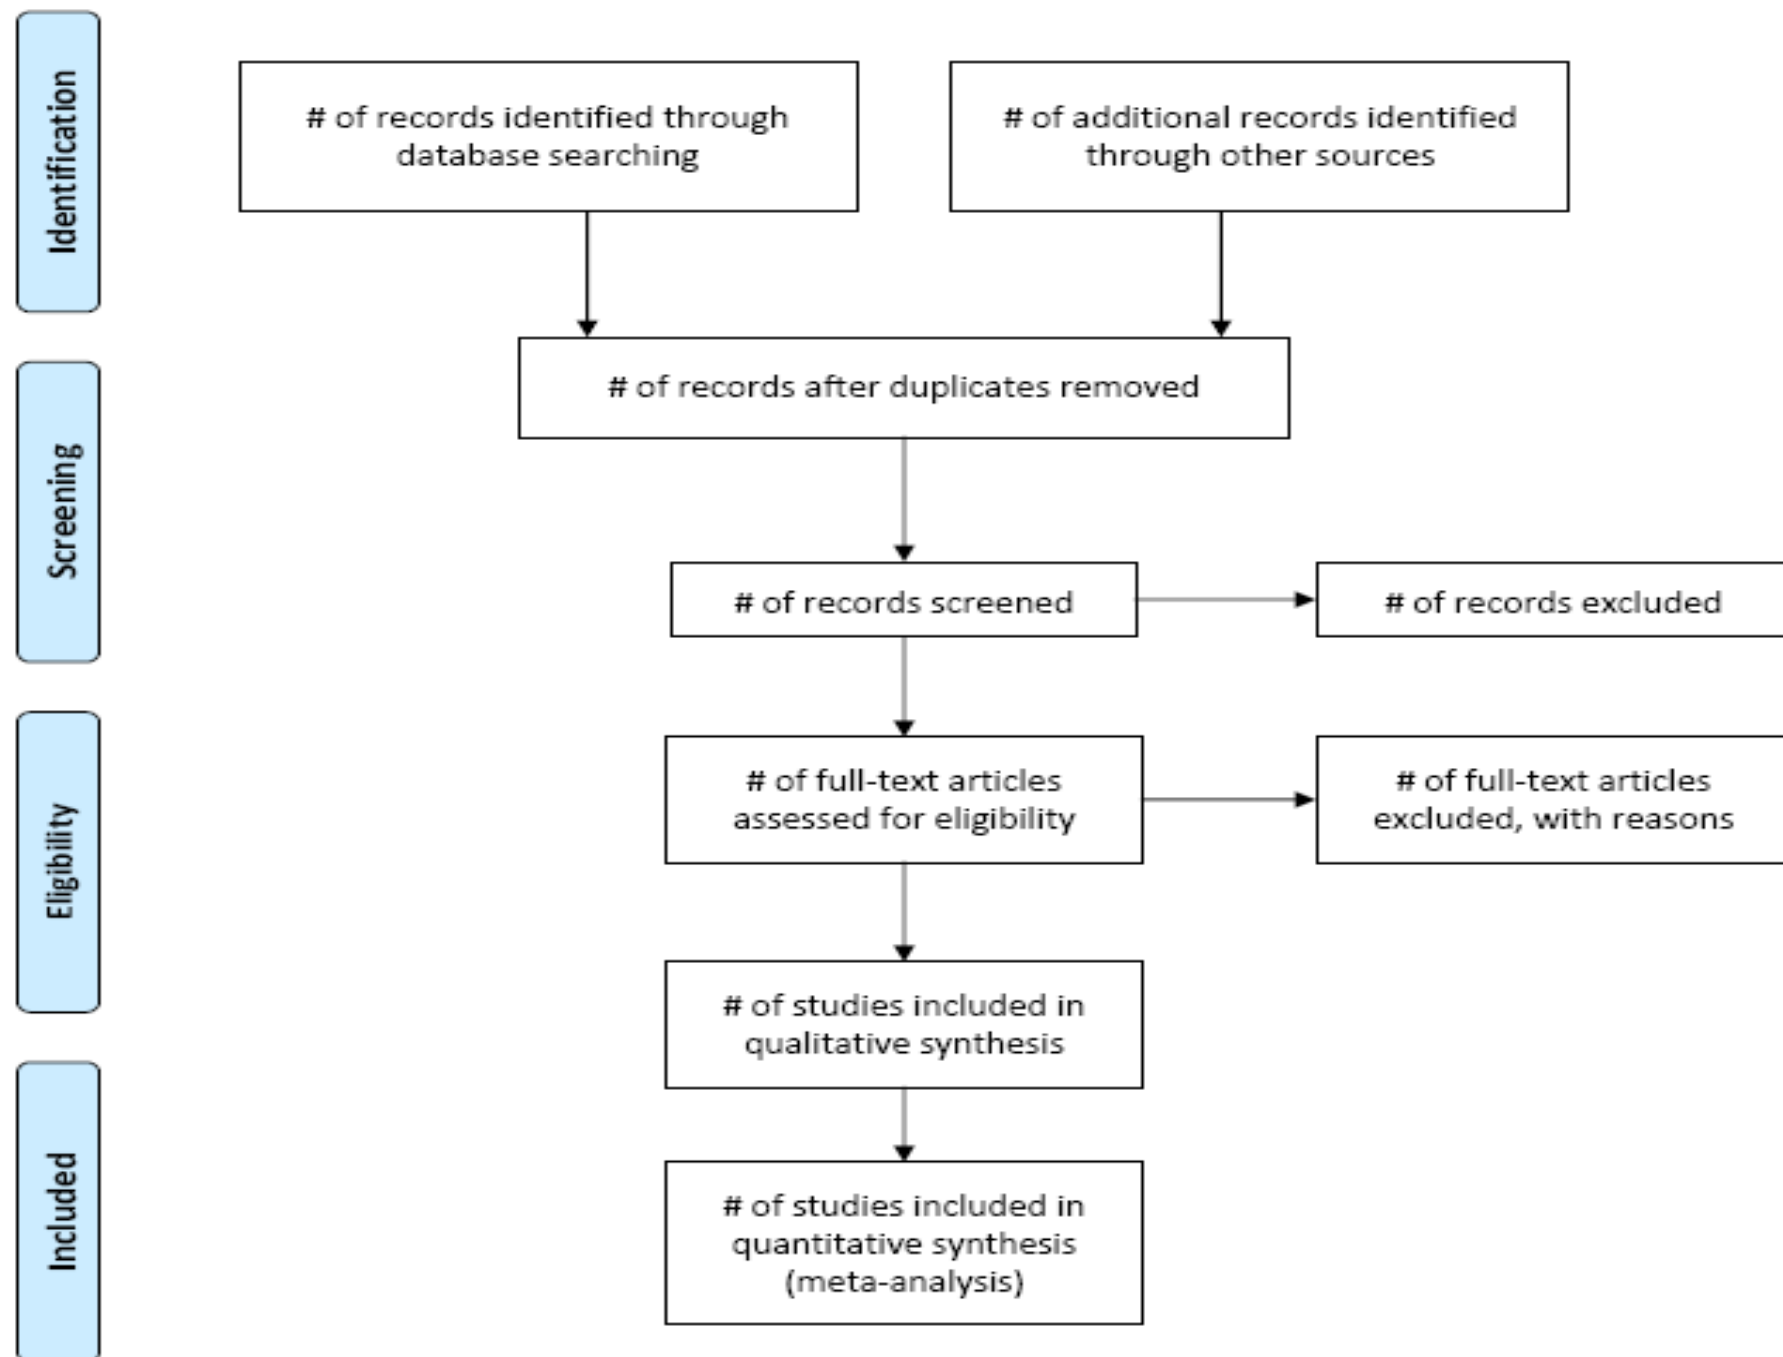 Identification
# of records identified through
database searching
# of additional records identified
through other sources
Screening
# of records after duplicates removed
# of records screened
# of records excluded
Eligibility
# of full-text articles
assessed for eligibility
# of full-text articles
excluded, with reasons
# of studies included in
qualitative synthesis
Included
# of studies included in
quantitative synthesis
(meta-analysis)